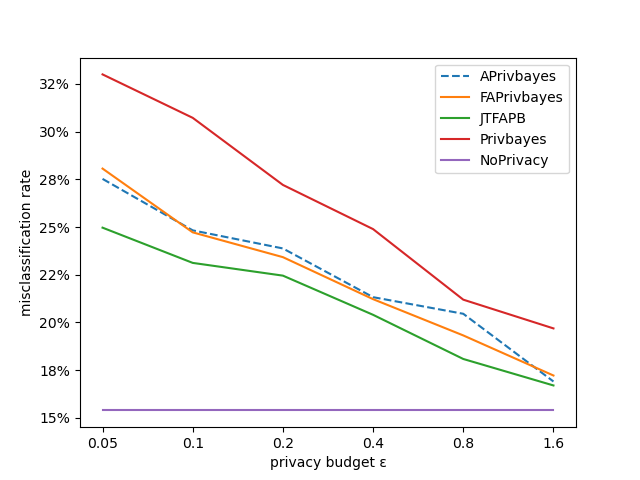 APrivbayes
FAPrivbayes
JTFAPB
Privbayes
NoPrivacy
32%
30%
28%
25%
22%
20%
18%
15%
misclassification rate
0.05 0.1 0.2 0.4 0.8 1.6
privacy budget ε